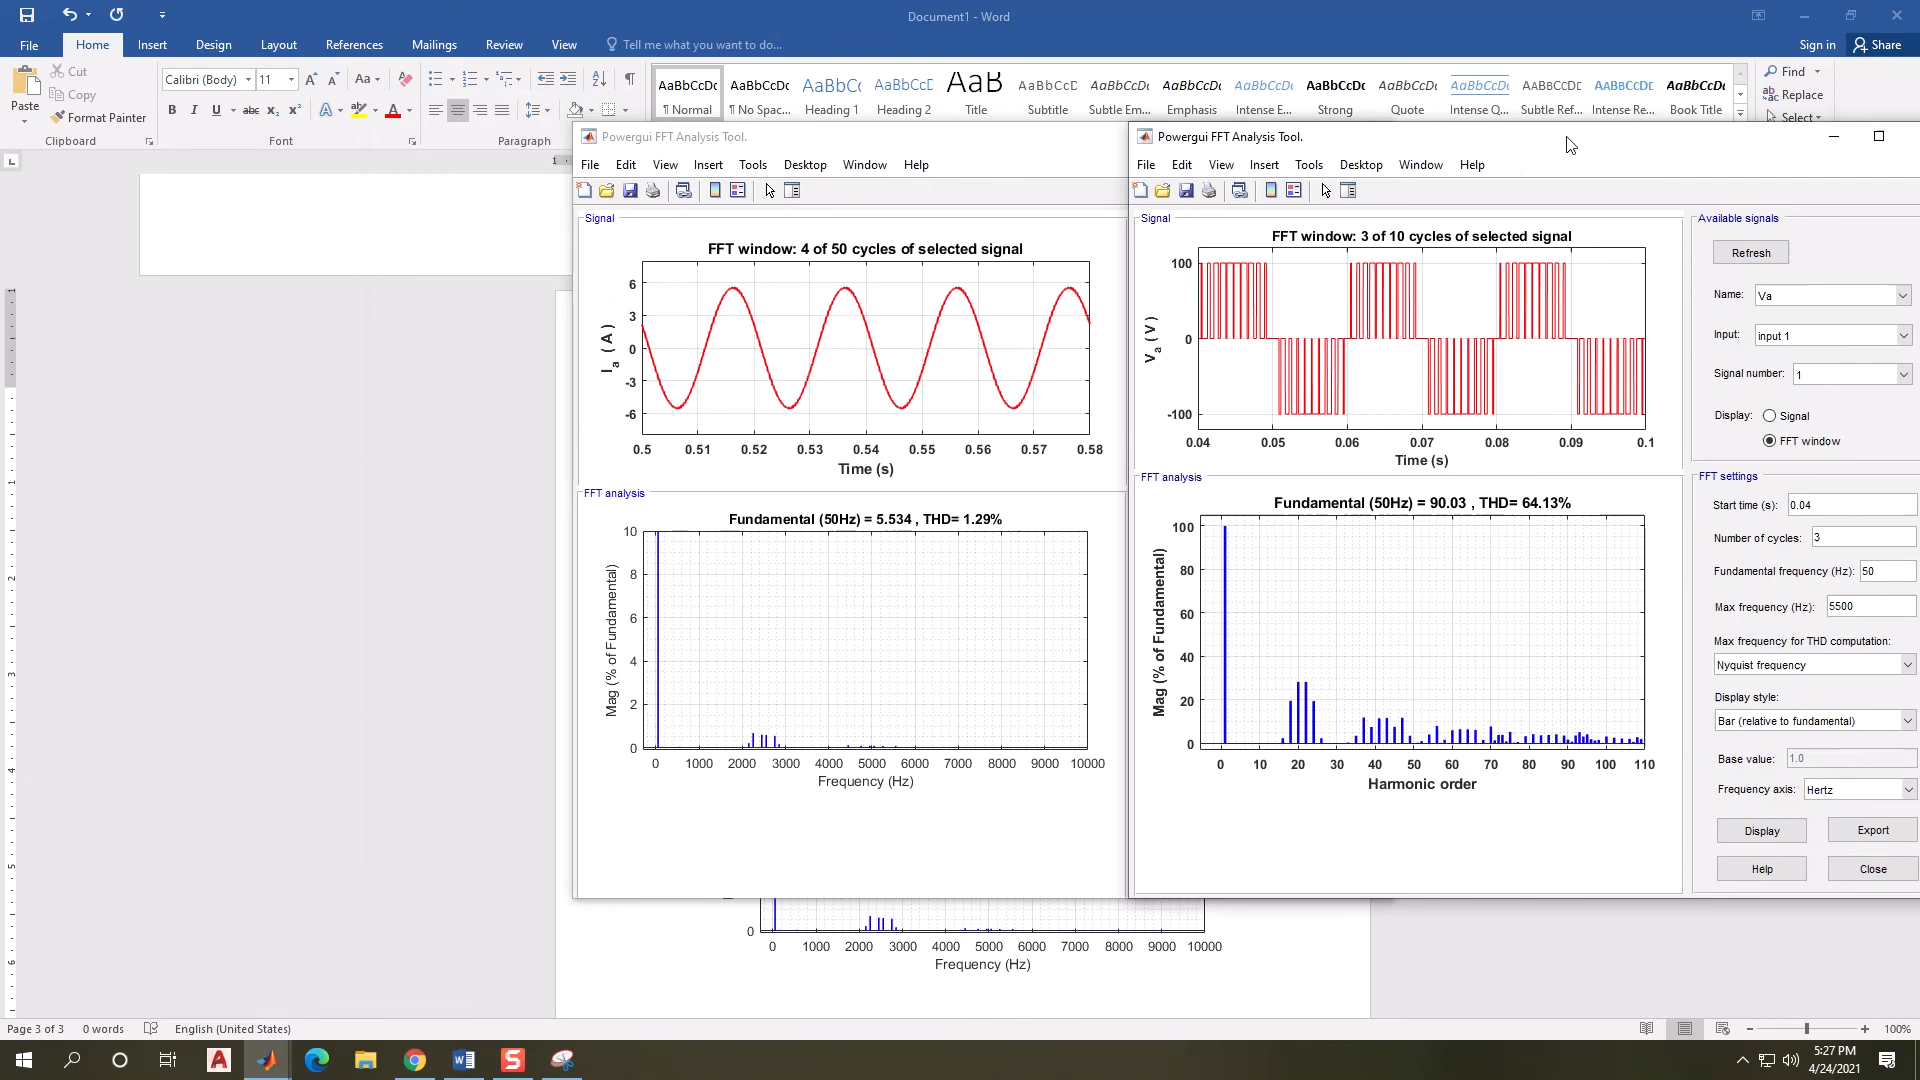 Document1 - Word
File Home Insert Design Layout References Mailings Review View Tell me what you want to do... Sign in Share
Paste
Cut
Copy
Format Painter
Clipboard
Calibri (Body) 11
Font
Paragraph
AaBbCcDc ¶ Normal
AaBbCcDc ¶ No Spac...
AaBbCc Heading 1
AaBbCcD Heading 2
AaB Title
AaBbCcD Subtitle
AaBbCcDc Subtle Em...
AaBbCcDc Emphasis
AaBbCcDc Intense E...
AaBbCcDc Strong
AaBbCcDc Quote
AaBbCcDc Intense Q...
AABBCCDE Subtle Ref...
AABBCCDE Intense Re...
AaBbCcDc Book Title
Find
Replace
Select
Powergui FFT Analysis Tool.
File Edit View Insert Tools Desktop Window Help
Signal
FFT window: 4 of 50 cycles of selected signal
6
3
0
-3
-6
Ia ( A )
0.5 0.51 0.52 0.53 0.54 0.55 0.56 0.57 0.58
Time (s)
FFT analysis
Fundamental (50Hz) = 5.534 , THD= 1.29%
10
8
6
4
2
0
Mag (% of Fundamental)
0 1000 2000 3000 4000 5000 6000 7000 8000 9000 10000
Frequency (Hz)
Powergui FFT Analysis Tool.
File Edit View Insert Tools Desktop Window Help
Signal
FFT window: 3 of 10 cycles of selected signal
100
0
-100
Va ( V )
0.04 0.05 0.06 0.07 0.08 0.09 0.1
Time (s)
FFT analysis
Fundamental (50Hz) = 90.03 , THD= 64.13%
100
80
60
40
20
0
Mag (% of Fundamental)
0 10 20 30 40 50 60 70 80 90 100 110
Harmonic order
Available signals
Refresh
Name: Va
Input: input 1
Signal number: 1
Display: Signal
FFT window
FFT settings
Start time (s): 0.04
Number of cycles: 3
Fundamental frequency (Hz): 50
Max frequency (Hz): 5500
Max frequency for THD computation:
Nyquist frequency
Display style:
Bar (relative to fundamental)
Base value: 1.0
Frequency axis: Hertz
Display Export
Help Close
0
0 1000 2000 3000 4000 5000 6000 7000 8000 9000 10000
Frequency (Hz)
Page 3 of 3 0 words English (United States) 100%
5:27 PM
4/24/2021